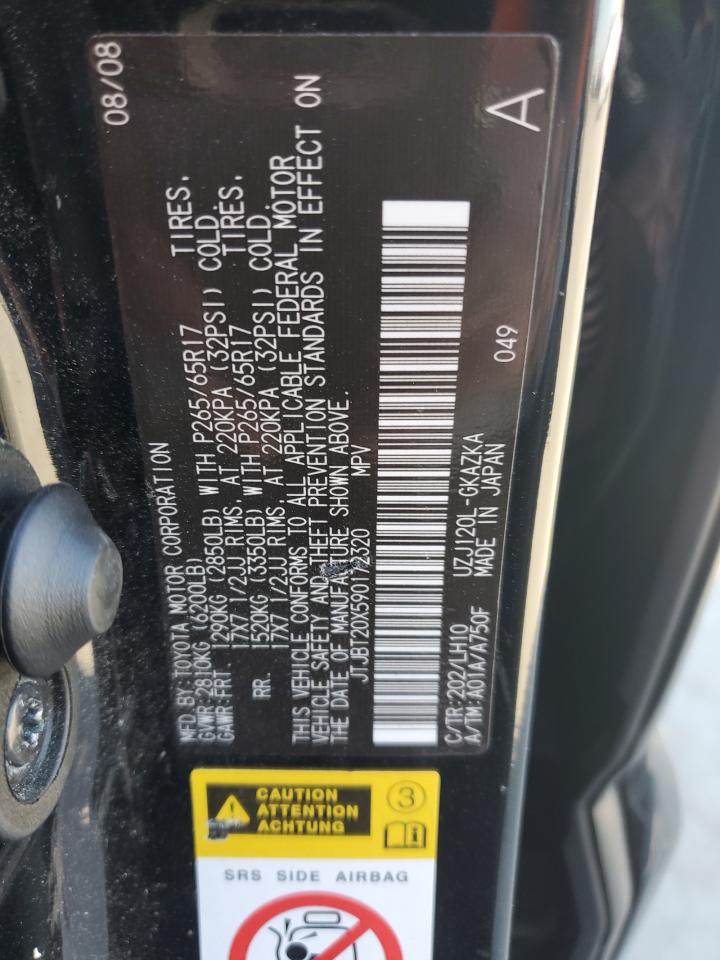 08/08
MFD.BY:TOYOTA MOTOR CORPORATION
GVWR:2810KG (6200LB)
GAWR:FRT. 1290KG (2850LB) WITH P265/65R17 TIRES.
17X7 1/2JJ RIMS, AT 220KPA (32PSI) COLD.
RR. 1520KG (3350LB) WITH P265/65R17 TIRES.
17X7 1/2JJ RIMS, AT 220KPA (32PSI) COLD.
THIS VEHICLE CONFORMS TO ALL APPLICABLE FEDERAL MOTOR
VEHICLE SAFETY AND THEFT PREVENTION STANDARDS IN EFFECT ON
THE DATE OF MANUFACTURE SHOWN ABOVE.
JTJBT20X590172320 MPV
C/TR:202/LH10 UZJ120L-GKAZKA
A/TM:A01A/A750F MADE IN JAPAN
049
A
CAUTION
ATTENTION
ACHTUNG
3
SRS SIDE AIRBAG